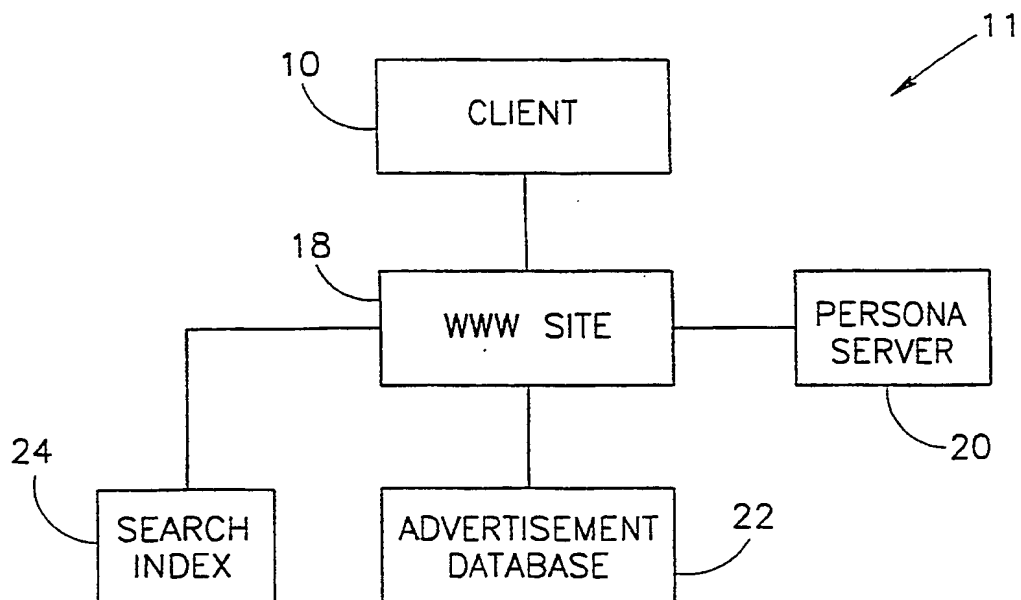 11
10
CLIENT
18
WWW SITE
PERSONA
SERVER
20
24
SEARCH
INDEX
ADVERTISEMENT
DATABASE
22